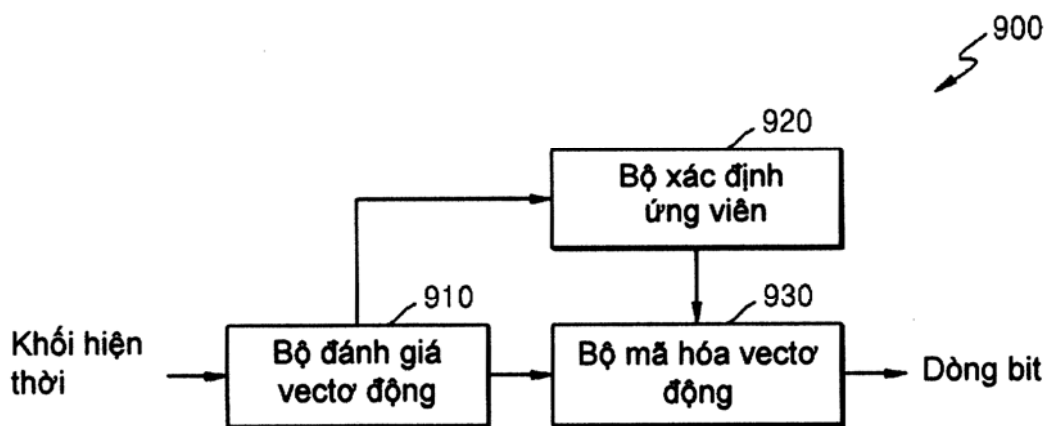 900
920
Bộ xác định
ứng viên
910
930
Khối hiện
thời
Bộ đánh giá
vectơ động
Bộ mã hóa vectơ
động
Dòng bit